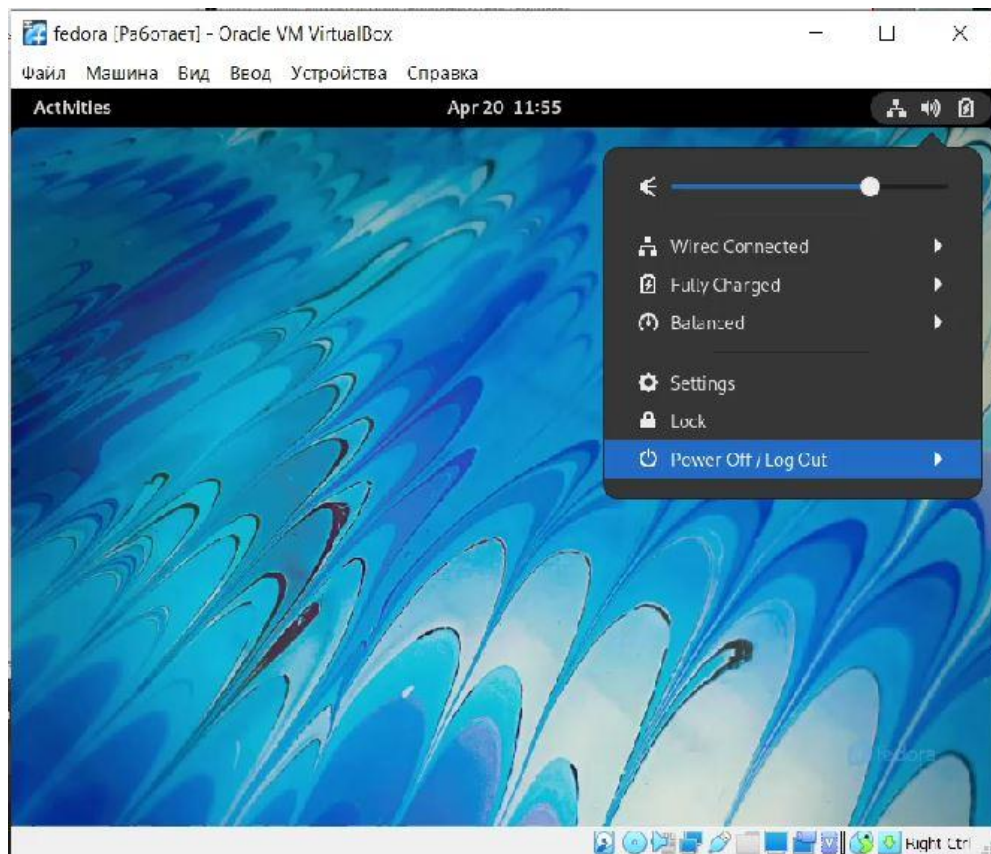 fedora [Работает] - Oracle VM VirtualBox
Файл Машина Вид Ввод Устройства Справка
Activities Apr 20 11:55
Wired Connected
Fully Charged
Balanced
Settings
Lock
Power Off / Log Out
fedora
Right Ctrl